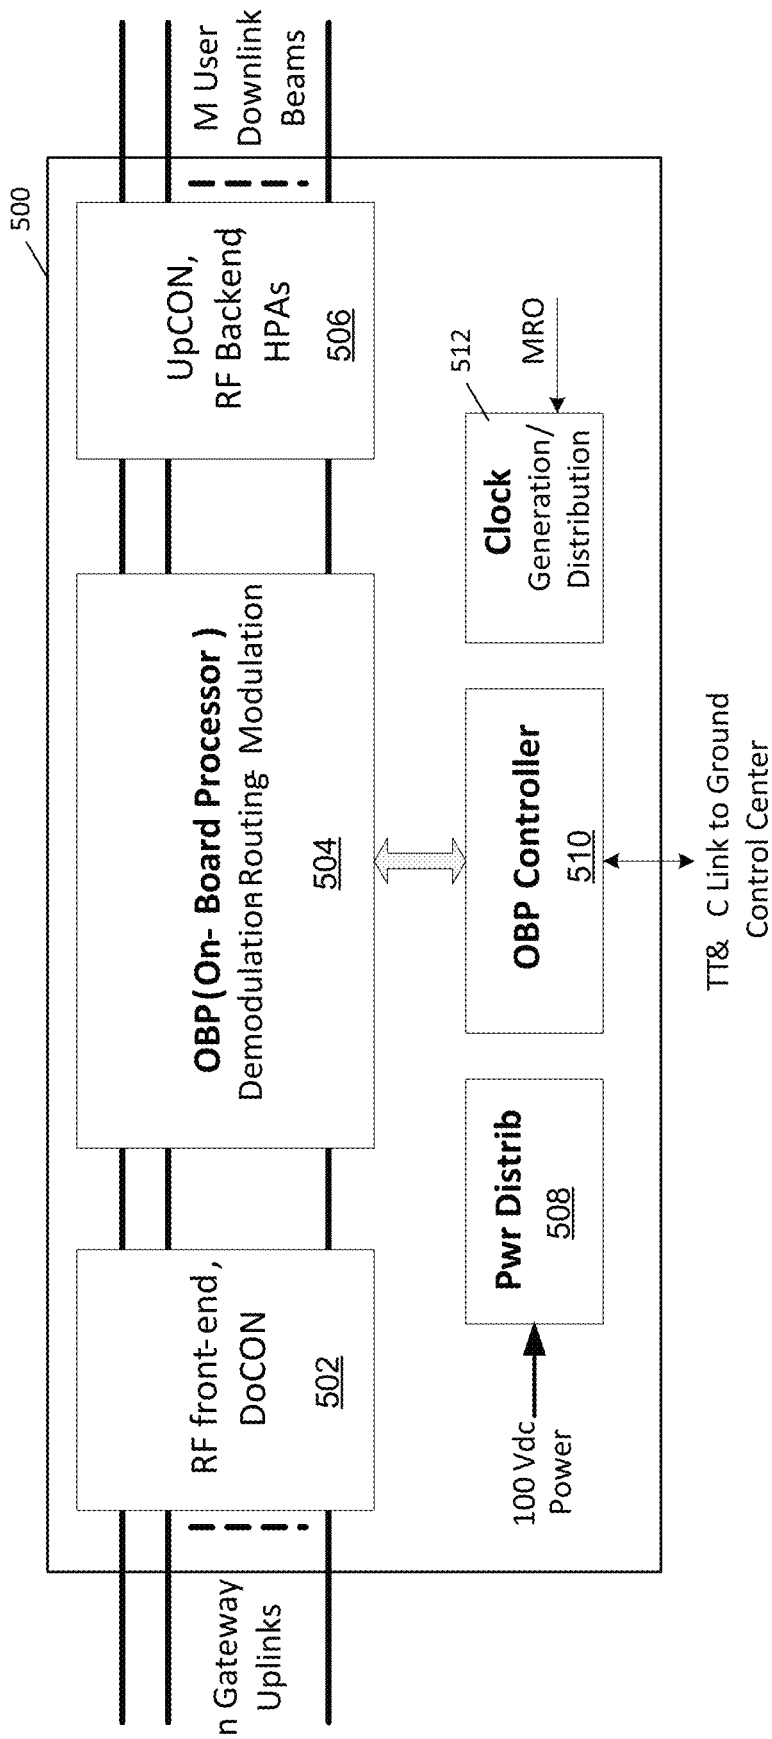 500
n Gateway
Uplinks
RF front-end,
DoCON
502
OBP(On- Board Processor )
Demodulation Routing Modulation
504
UpCON,
RF Backend,
HPAs
506
M User
Downlink
Beams
100 Vdc
Power
Pwr Distrib
508
OBP Controller
510
Clock
Generation/
Distribution
512
MRO
TT& C Link to Ground
Control Center